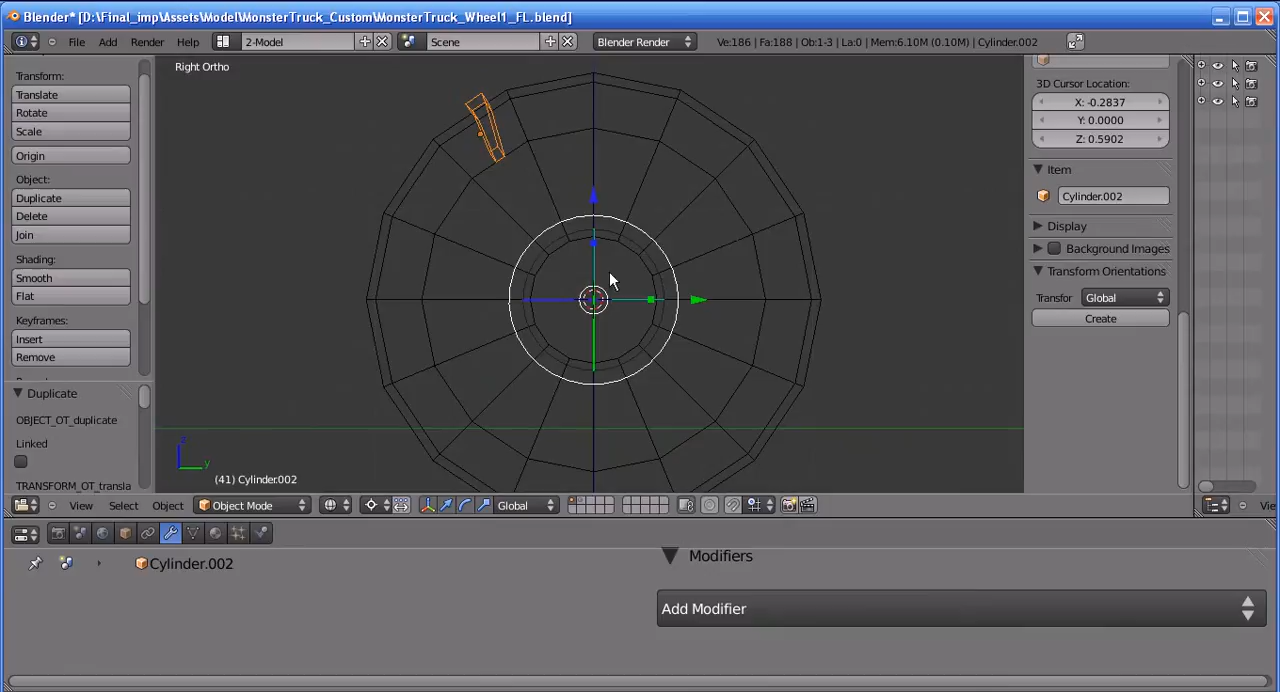 Blender* [D:\Final_imp\Assets\Model\MonsterTruck_Custom\MonsterTruck_Wheel1_FL.blend]
File Add Render Help 2-Model Scene Blender Render Ve:186 | Fa:188 | Ob:1-3 | La:0 | Mem:6.10M (0.10M) | Cylinder.002
Transform:
Translate
Rotate
Scale
Origin
Object:
Duplicate
Delete
Join
Shading:
Smooth
Flat
Keyframes:
Insert
Remove
Duplicate
OBJECT_OT_duplicate
Linked
TRANSFORM_OT_transla
Right Ortho
z
y
(41) Cylinder.002
3D Cursor Location:
X: -0.2837
Y: 0.0000
Z: 0.5902
Item
Cylinder.002
Display
Background Images
Transform Orientations
Transfor Global
Create
View Select Object Object Mode Global
Vie
Cylinder.002
Modifiers
Add Modifier